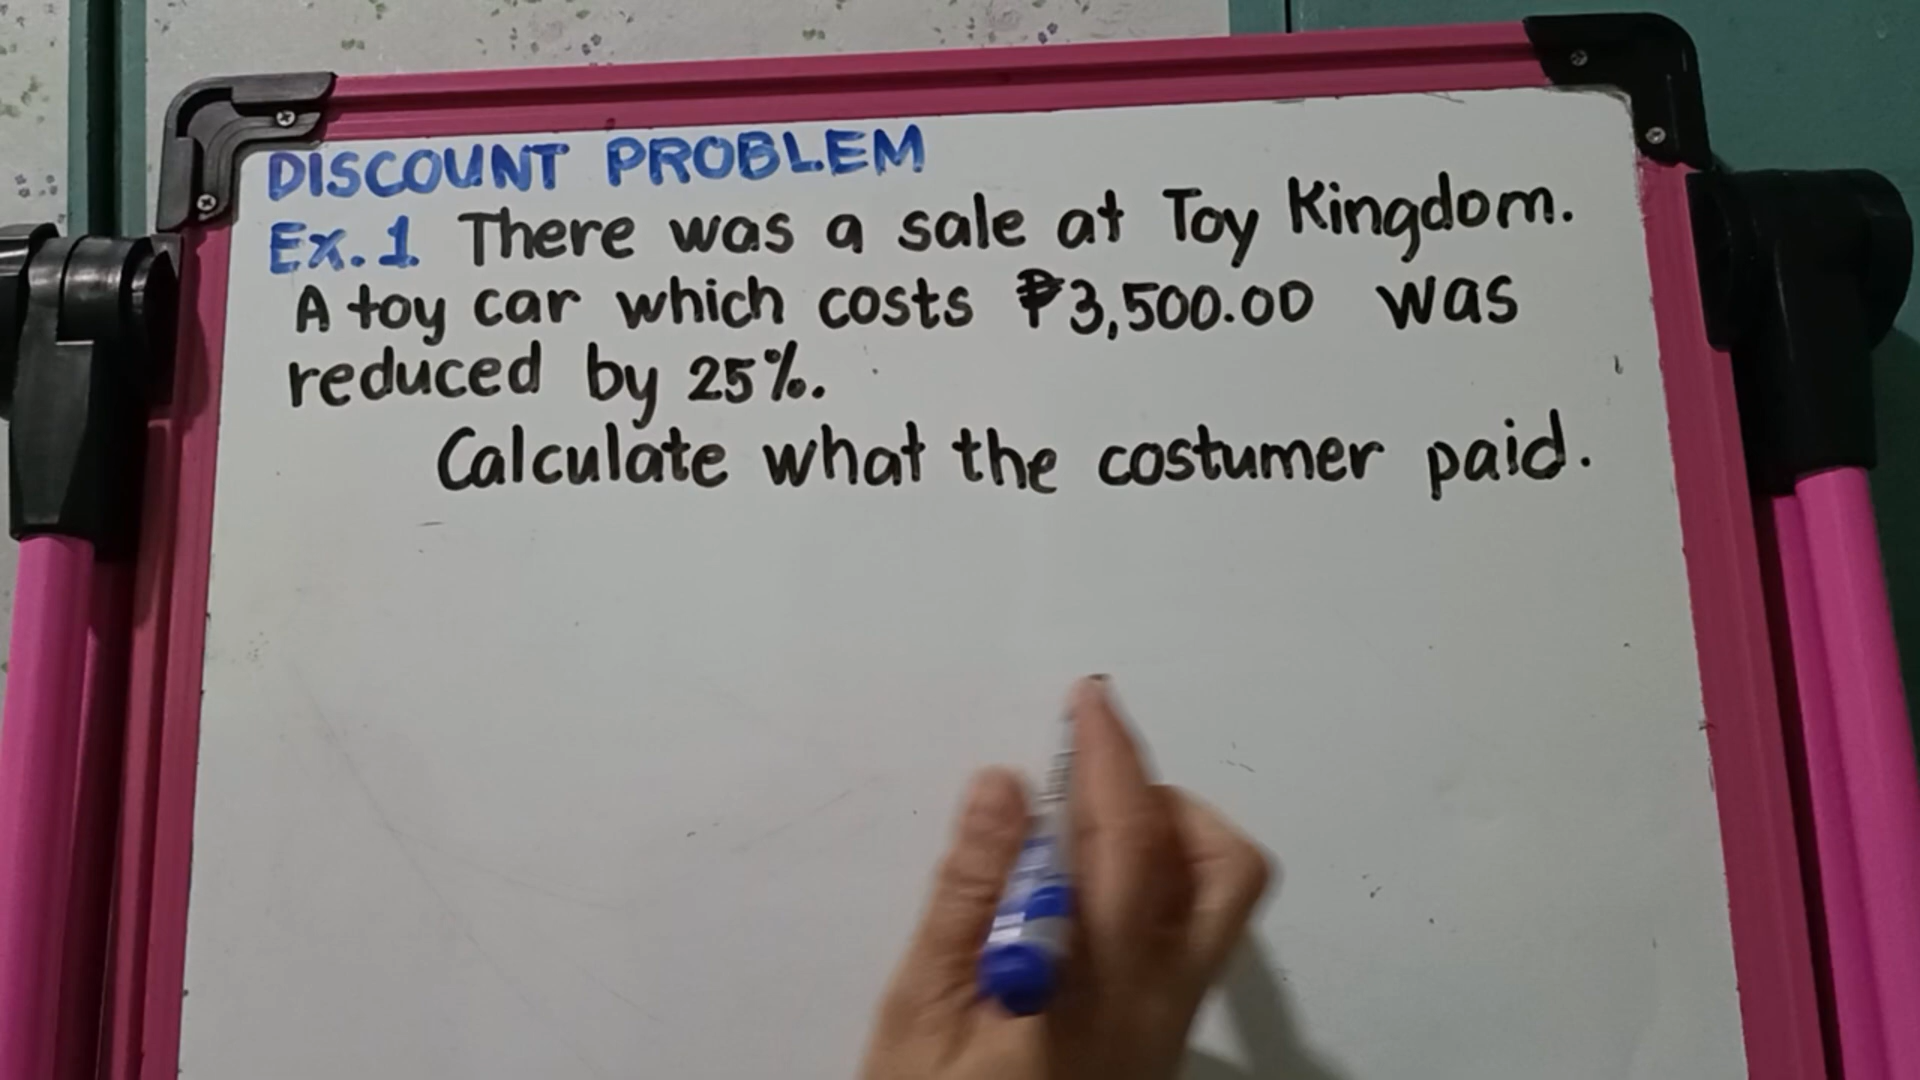 DISCOUNT PROBLEM
Ex.1 There was a sale at Toy Kingdom.
A toy car which costs ₱3,500.00 was
reduced by 25%.
Calculate what the costumer paid.